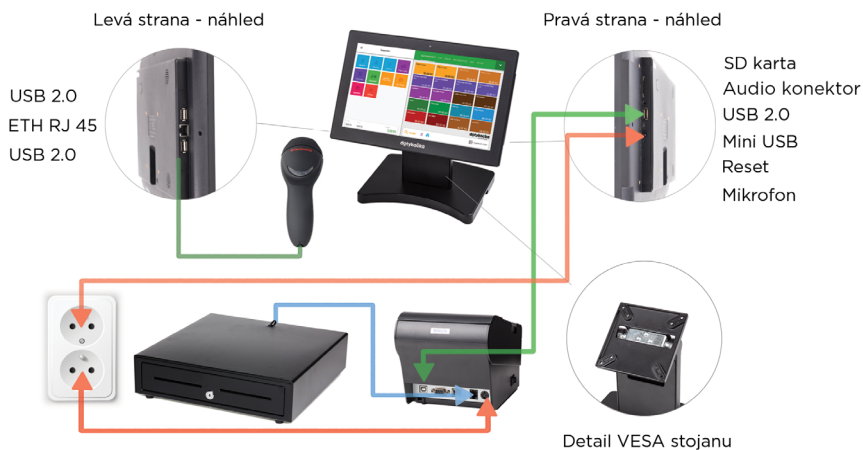 Levá strana - náhled
Pravá strana - náhled
USB 2.0
ETH RJ 45
USB 2.0
SD karta
Audio konektor
USB 2.0
Mini USB
Reset
Mikrofon
dotykačka
Detail VESA stojanu